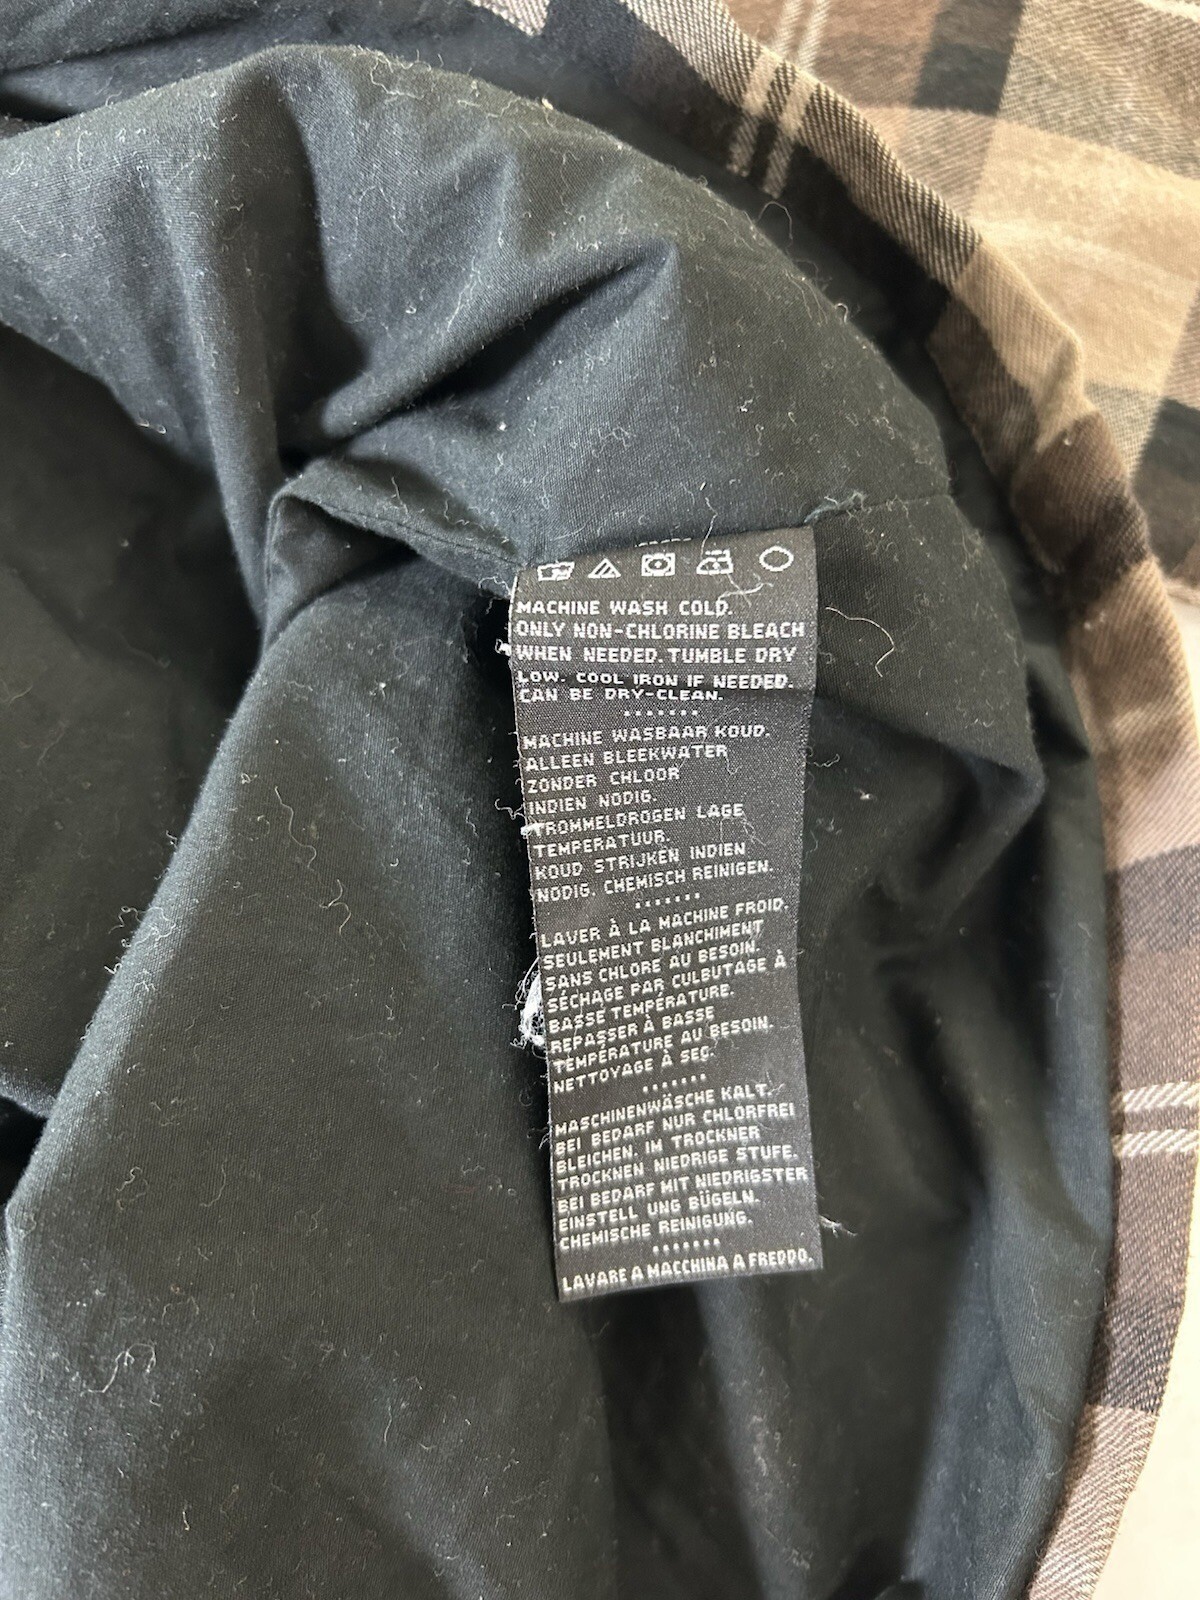 MACHINE WASH COLD.
ONLY NON-CHLORINE BLEACH
WHEN NEEDED. TUMBLE DRY
LOW. COOL IRON IF NEEDED.
CAN BE DRY-CLEAN.
MACHINE WASBAAR KOUD.
ALLEEN BLEEKWATER
ZONDER CHLOOR
INDIEN NODIG.
TROMMELDROGEN LAGE
TEMPERATUUR.
KOUD STRIJKEN INDIEN
NODIG. CHEMISCH REINIGEN.
LAVER À LA MACHINE FROID.
SEULEMENT BLANCHIMENT
SANS CHLORE AU BESOIN.
SÉCHAGE PAR CULBUTAGE À
BASSE TEMPÉRATURE.
REPASSER À BASSE
TEMPÉRATURE AU BESOIN.
NETTOYAGE À SEC.
MASCHINENWÄSCHE KALT.
BEI BEDARF NUR CHLORFREI
BLEICHEN. IM TROCKNER
TROCKNEN NIEDRIGE STUFE.
BEI BEDARF MIT NIEDRIGSTER
EINSTELL UNG BÜGELN.
CHEMISCHE REINIGUNG.
LAVARE A MACCHINA A FREDDO.